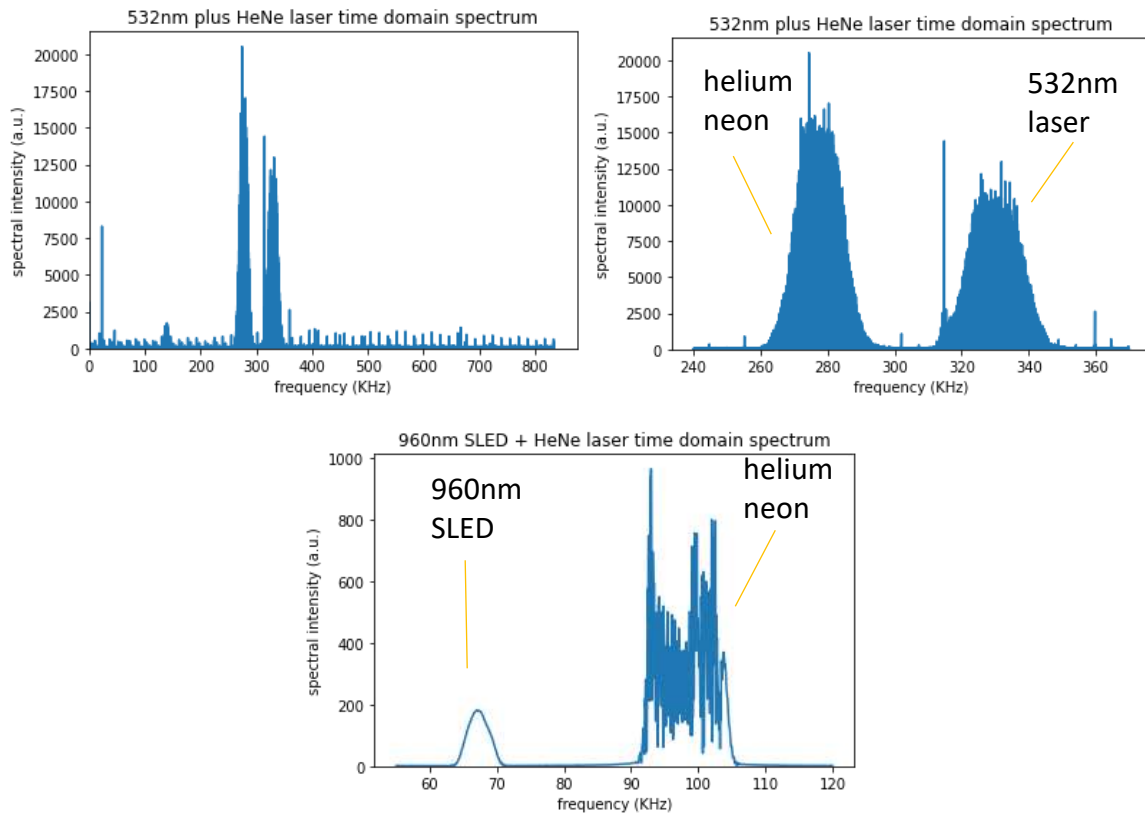 532nm plus HeNe laser time domain spectrum
spectral intensity (a.u.)
20000
17500
15000
12500
10000
7500
5000
2500
0
0 100 200 300 400 500 600 700 800
frequency (KHz)
532nm plus HeNe laser time domain spectrum
spectral intensity (a.u.)
20000
17500
15000
12500
10000
7500
5000
2500
0
helium
neon
532nm
laser
240 260 280 300 320 340 360
frequency (KHz)
960nm SLED + HeNe laser time domain spectrum
spectral intensity (a.u.)
1000
800
600
400
200
0
960nm
SLED
helium
neon
60 70 80 90 100 110 120
frequency (KHz)